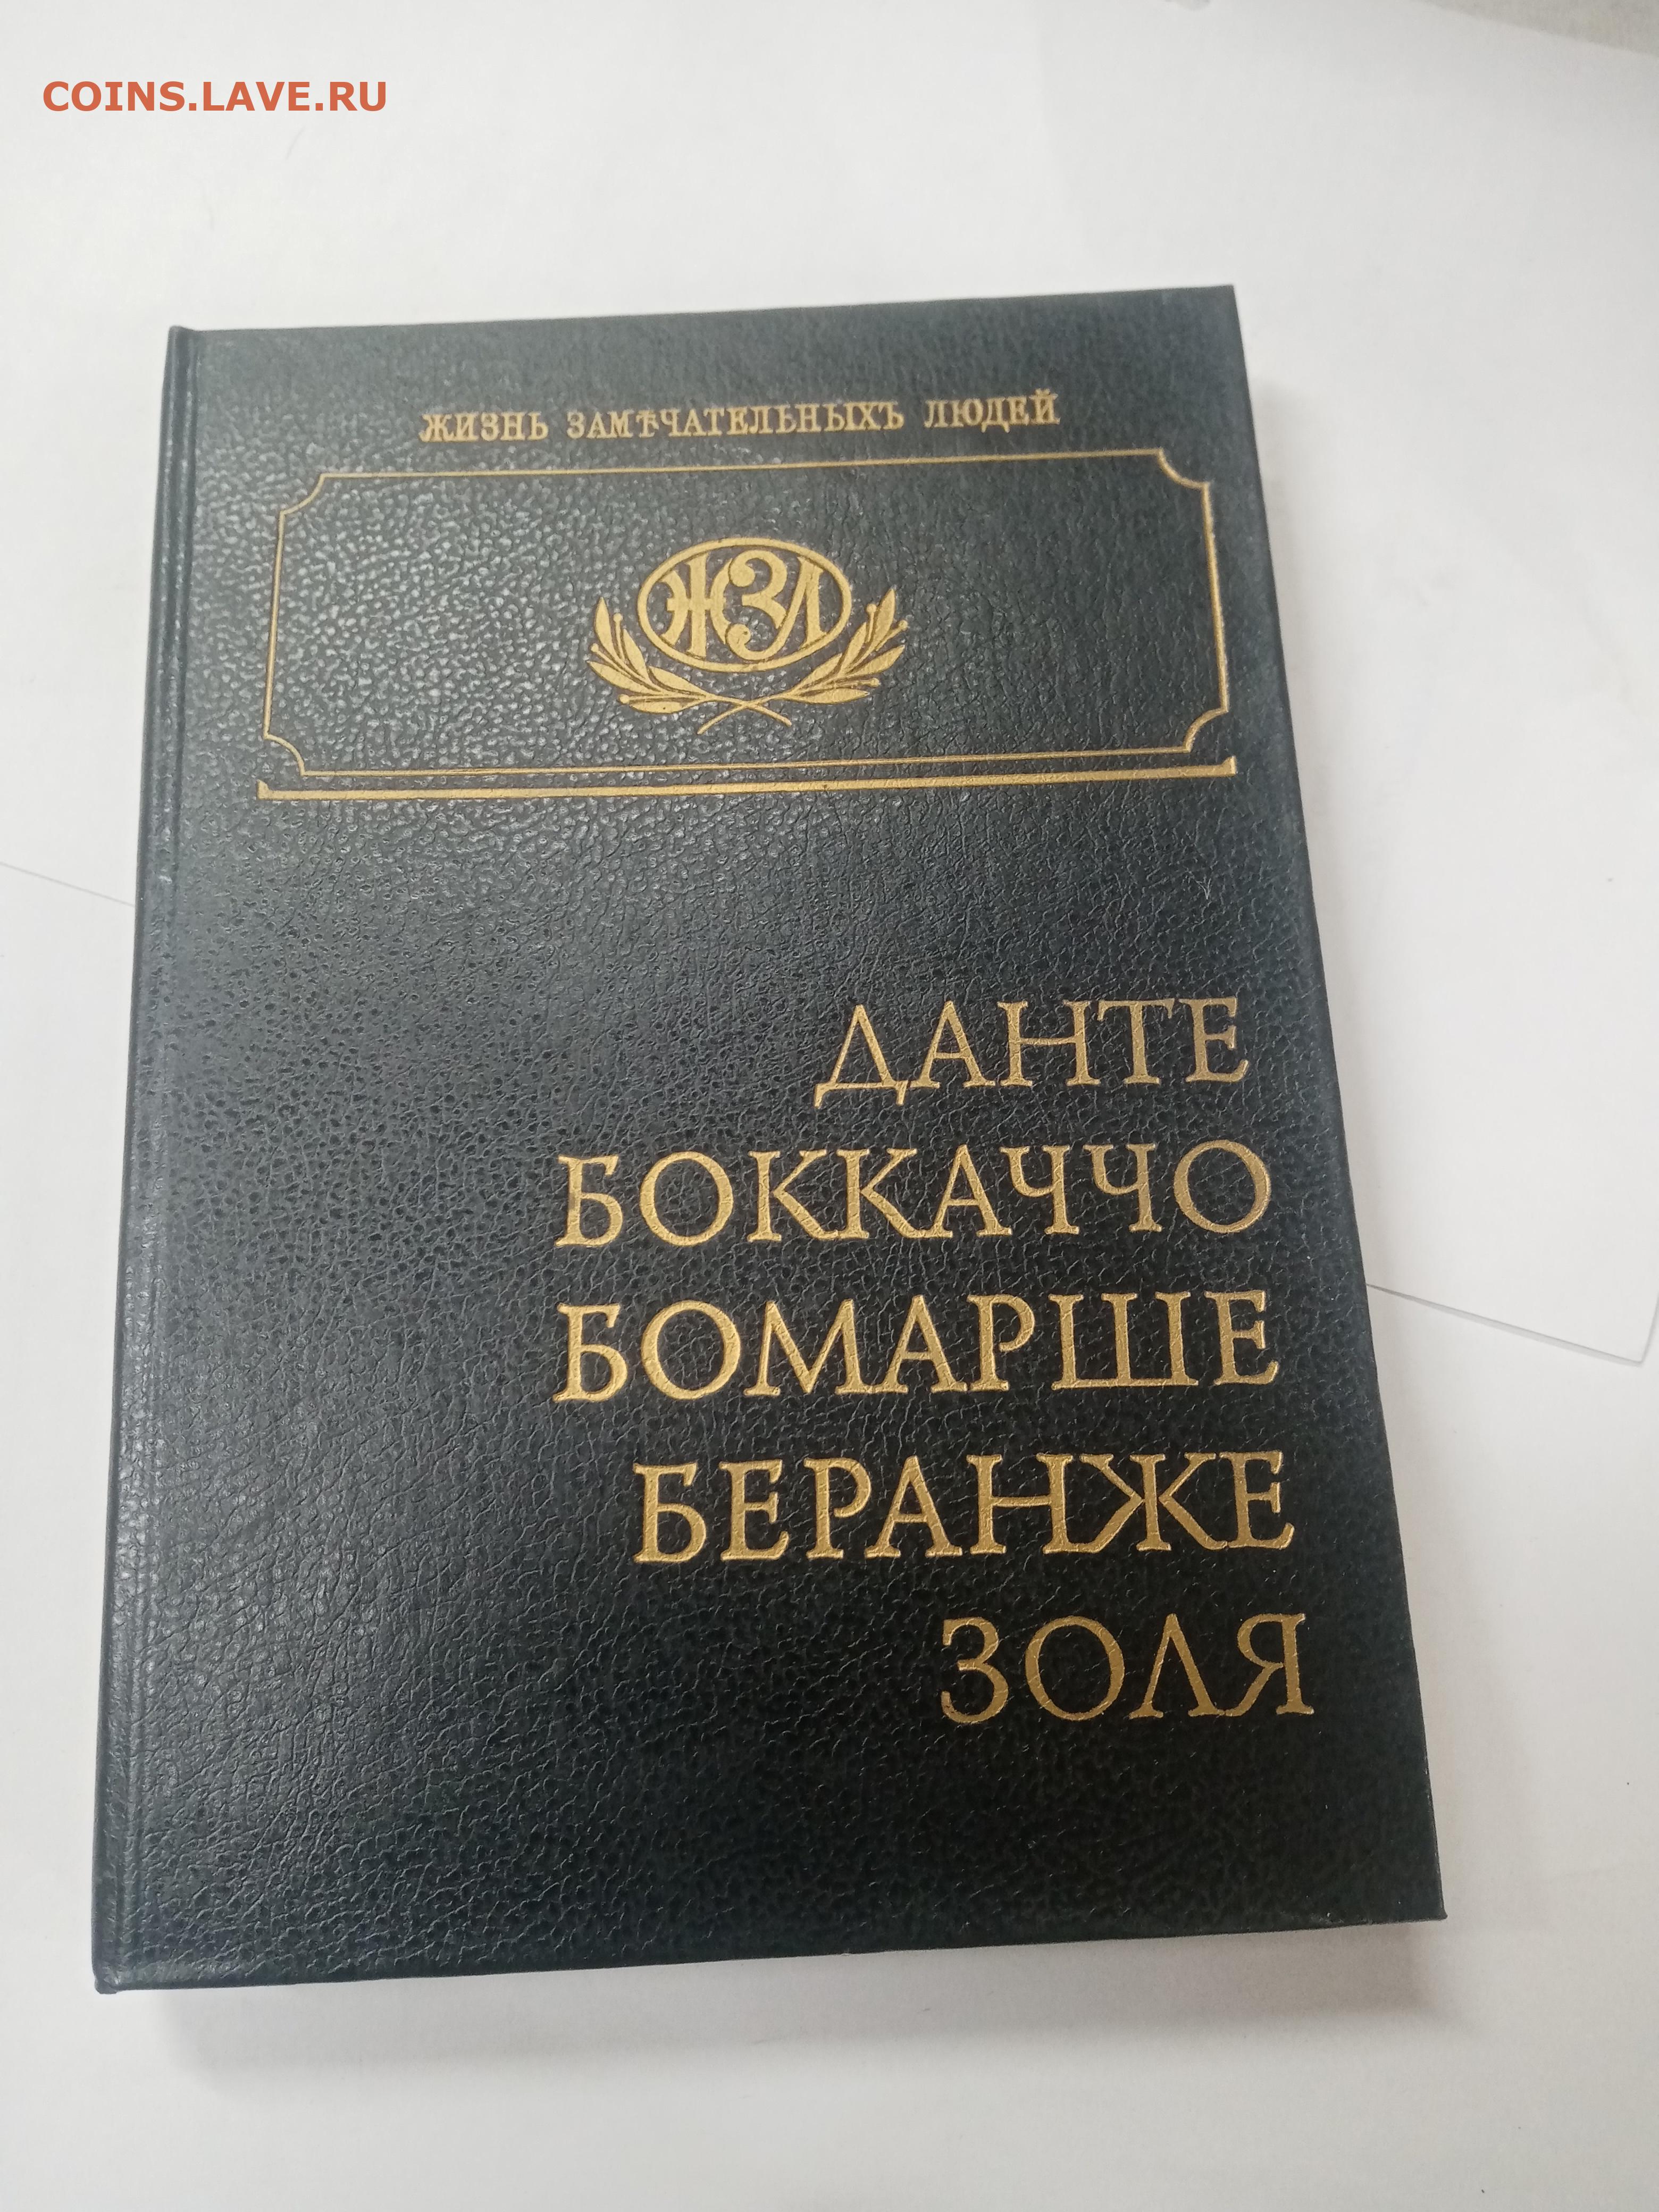 COINS.LAVE.RU
ЖИЗНЬ ЗАМѢЧАТЕЛЬНЫХЪ ЛЮДЕЙ
ЖЗЛ
ДАНТЕ
БОККАЧЧО
БОМАРШЕ
БЕРАНЖЕ
ЗОЛЯ